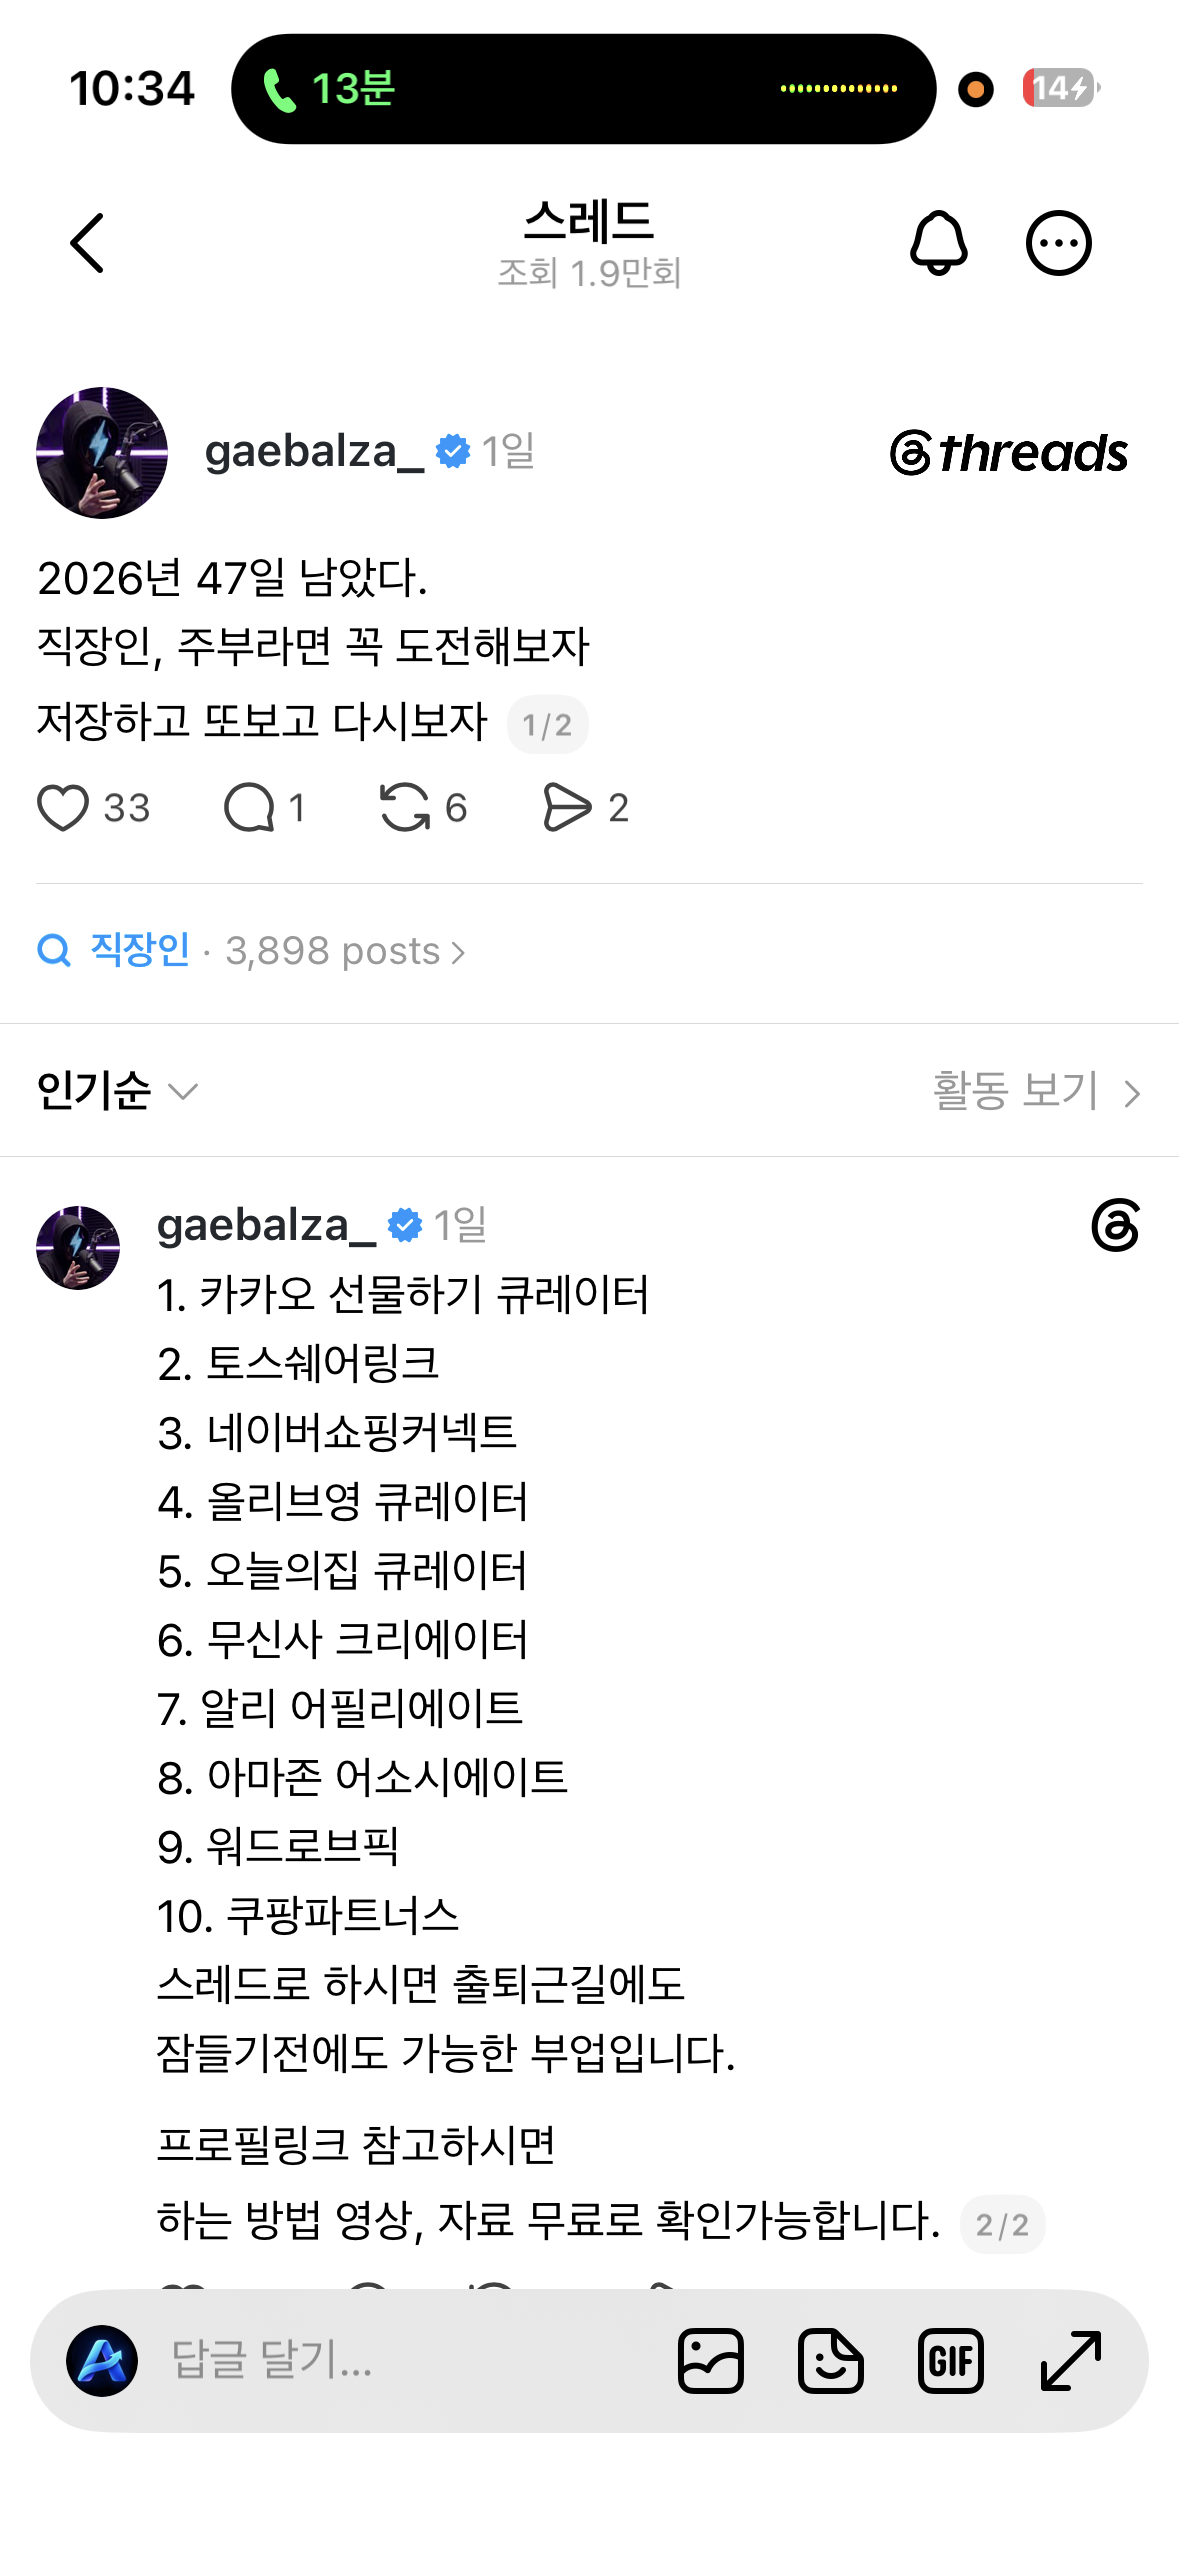 10:34
13분
14
스레드
조회 1.9만회
gaebalza_ 1일
threads
2026년 47일 남았다.
직장인, 주부라면 꼭 도전해보자
저장하고 또보고 다시보자 1/2
33 1 6 2
직장인 · 3,898 posts
인기순
활동 보기
gaebalza_ 1일
1. 카카오 선물하기 큐레이터
2. 토스쉐어링크
3. 네이버쇼핑커넥트
4. 올리브영 큐레이터
5. 오늘의집 큐레이터
6. 무신사 크리에이터
7. 알리 어필리에이트
8. 아마존 어소시에이트
9. 워드로브픽
10. 쿠팡파트너스
스레드로 하시면 출퇴근길에도
잠들기전에도 가능한 부업입니다.
프로필링크 참고하시면
하는 방법 영상, 자료 무료로 확인가능합니다. 2/2
답글 달기...
GIF